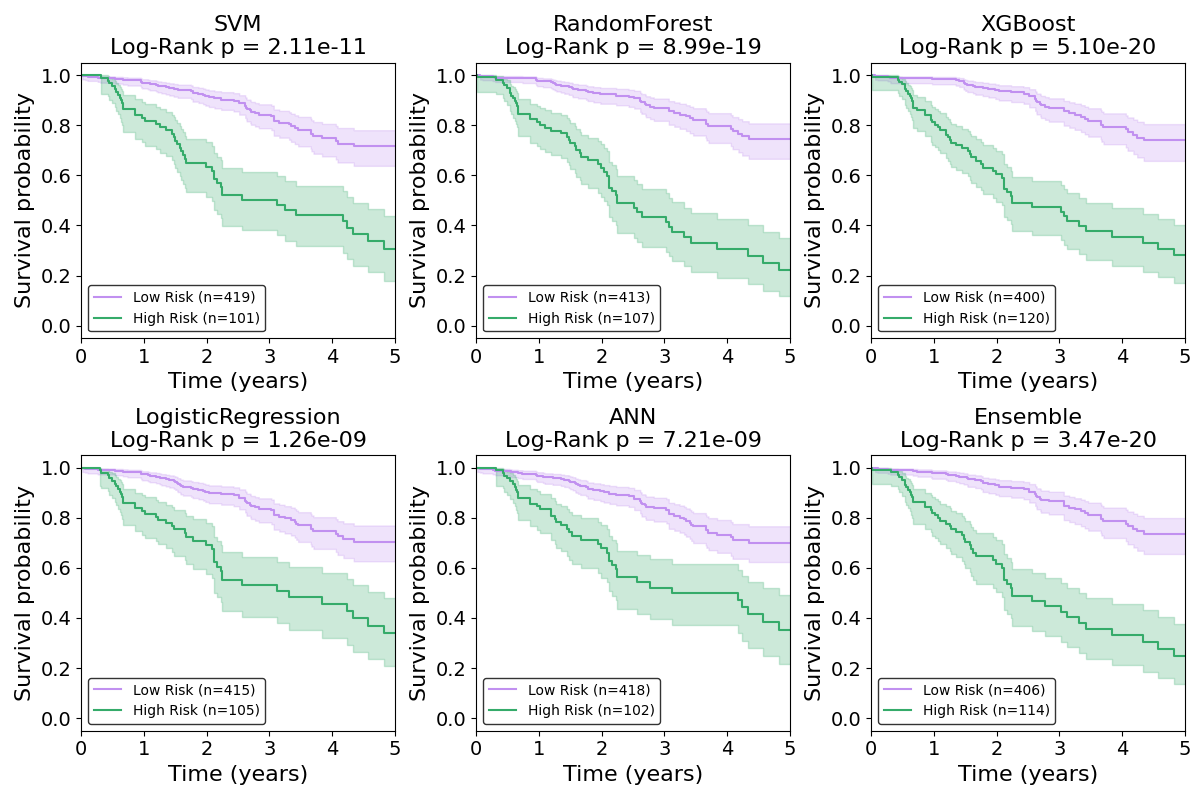 SVM
Log-Rank p = 2.11e-11
Survival probability
1.0
0.8
0.6
0.4
0.2
0.0
Low Risk (n=419)
High Risk (n=101)
0 1 2 3 4 5
Time (years)
RandomForest
Log-Rank p = 8.99e-19
Survival probability
1.0
0.8
0.6
0.4
0.2
0.0
Low Risk (n=413)
High Risk (n=107)
0 1 2 3 4 5
Time (years)
XGBoost
Log-Rank p = 5.10e-20
Survival probability
1.0
0.8
0.6
0.4
0.2
0.0
Low Risk (n=400)
High Risk (n=120)
0 1 2 3 4 5
Time (years)
LogisticRegression
Log-Rank p = 1.26e-09
Survival probability
1.0
0.8
0.6
0.4
0.2
0.0
Low Risk (n=415)
High Risk (n=105)
0 1 2 3 4 5
Time (years)
ANN
Log-Rank p = 7.21e-09
Survival probability
1.0
0.8
0.6
0.4
0.2
0.0
Low Risk (n=418)
High Risk (n=102)
0 1 2 3 4 5
Time (years)
Ensemble
Log-Rank p = 3.47e-20
Survival probability
1.0
0.8
0.6
0.4
0.2
0.0
Low Risk (n=406)
High Risk (n=114)
0 1 2 3 4 5
Time (years)